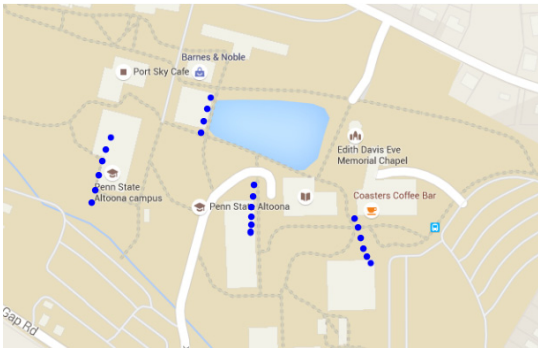 Barnes & Noble
Port Sky Cafe
Edith Davis Eve
Memorial Chapel
Penn State
Altoona campus
Coasters Coffee Bar
Penn State Altoona
Gap Rd